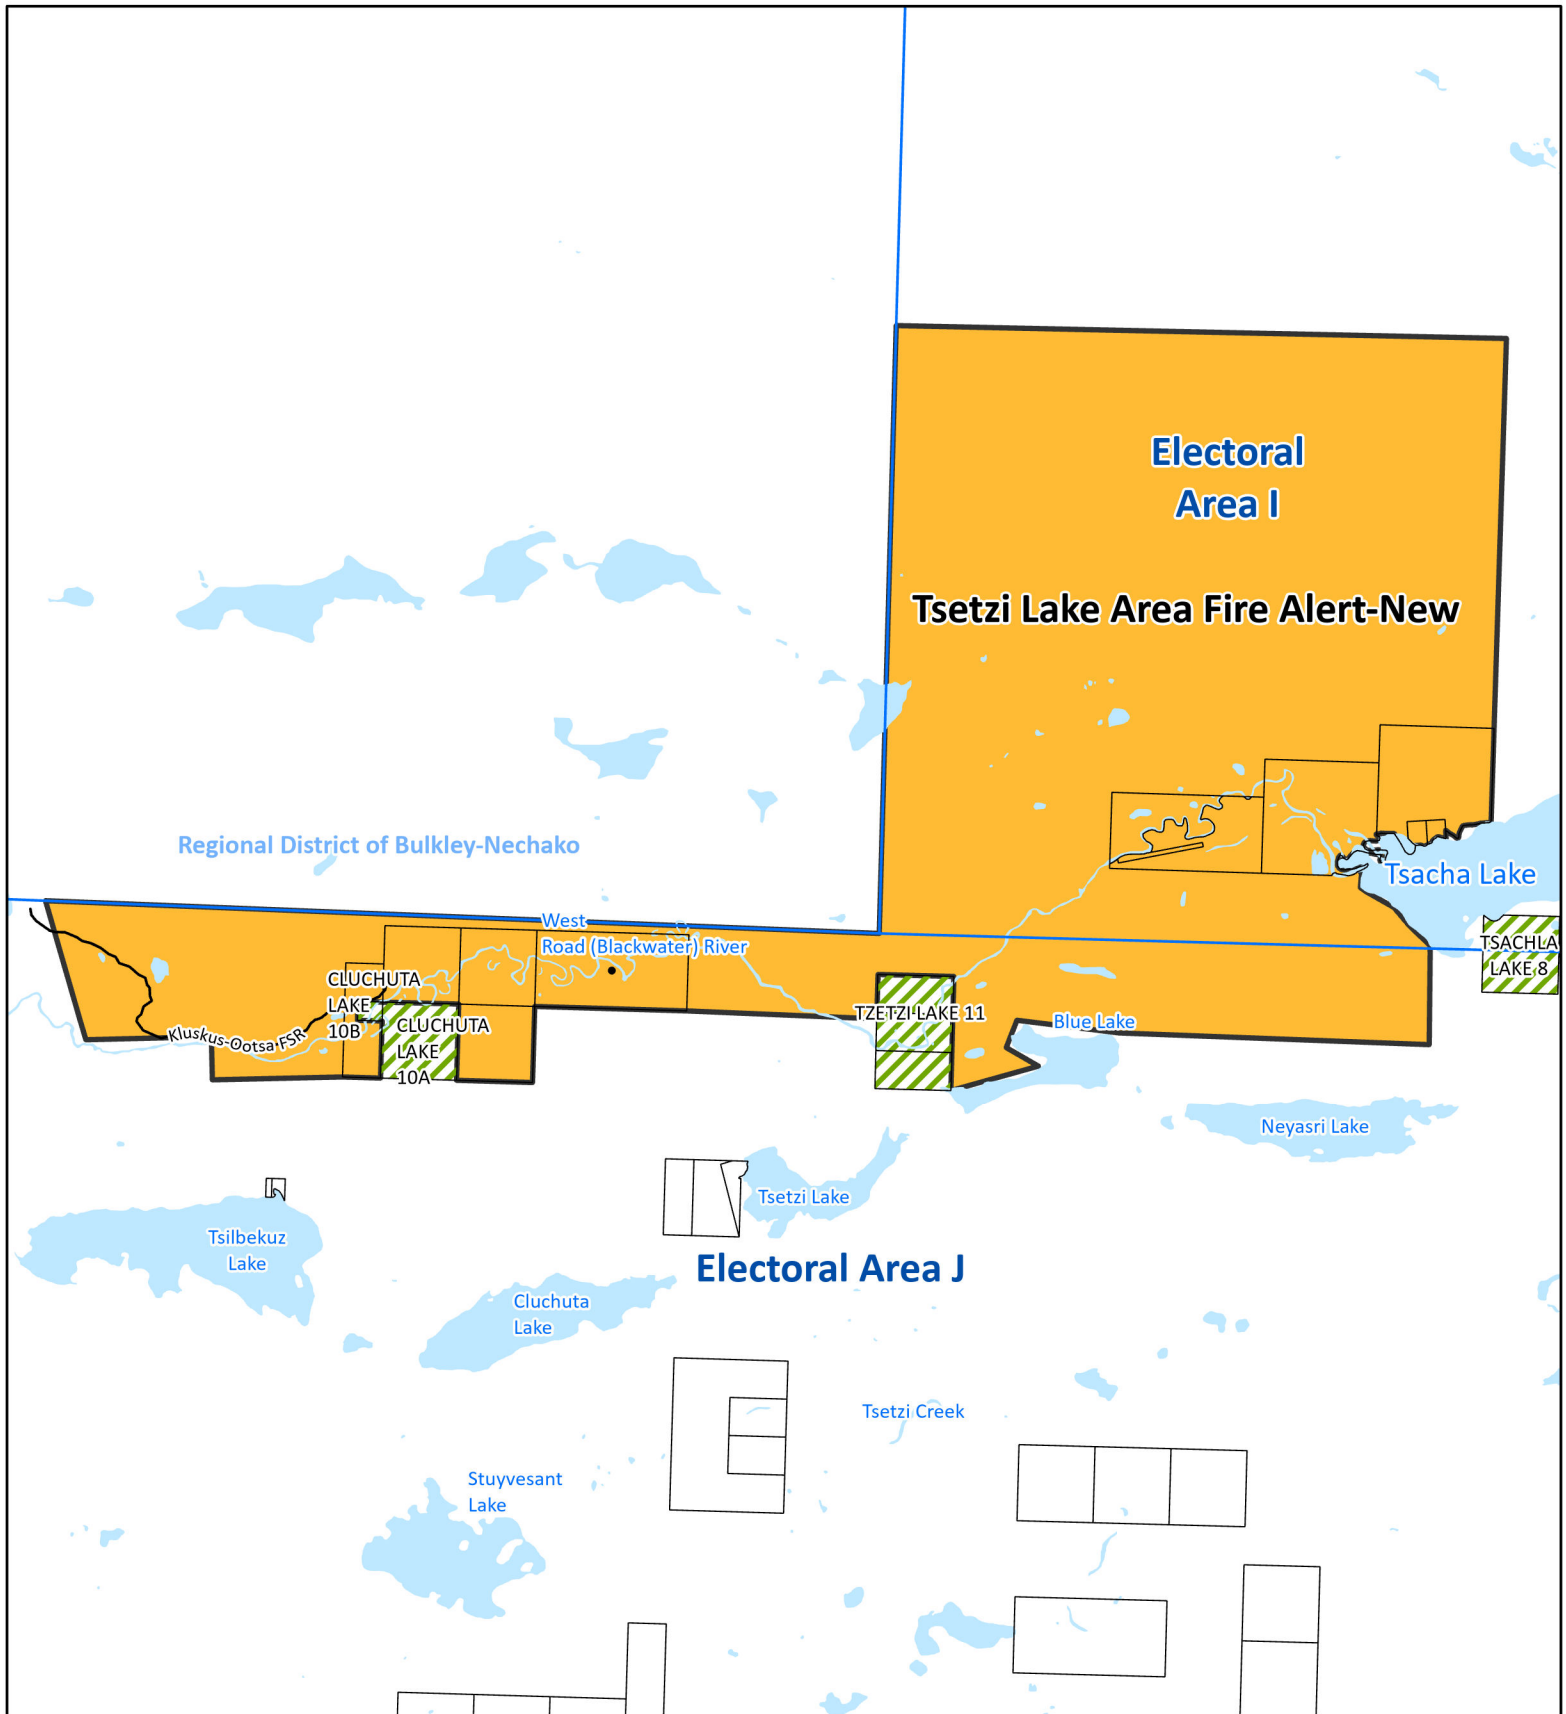 Electoral
Area I
Tsetzi Lake Area Fire Alert-New
Regional District of Bulkley-Nechako
Tsacha Lake
West
Road (Blackwater) River
TSACHLA
LAKE 8
CLUCHUTA
LAKE
10B
Kluskus-Ootsa FSR
CLUCHUTA
LAKE
10A
TZETZI LAKE 11
Blue Lake
Neyasri Lake
Tsetzi Lake
Tsilbekuz
Lake
Electoral Area J
Cluchuta
Lake
Tsetzi Creek
Stuyvesant
Lake